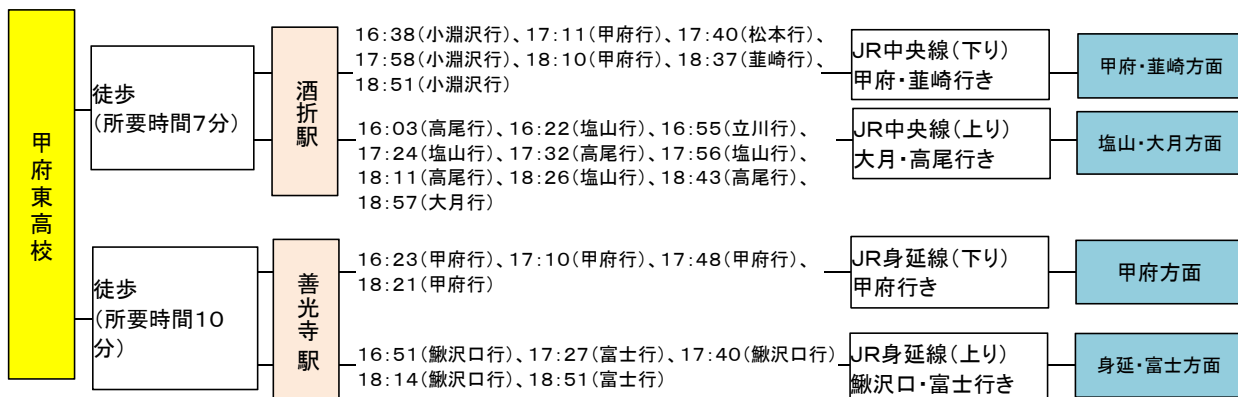 甲府東高校
徒歩
(所要時間7分)
酒折駅
16:38(小淵沢行)、17:11(甲府行)、17:40(松本行)、
17:58(小淵沢行)、18:10(甲府行)、18:37(韮崎行)、
18:51(小淵沢行)
JR中央線(下り)
甲府・韮崎行き
甲府・韮崎方面
16:03(高尾行)、16:22(塩山行)、16:55(立川行)、
17:24(塩山行)、17:32(高尾行)、17:56(塩山行)、
18:11(高尾行)、18:26(塩山行)、18:43(高尾行)、
18:57(大月行)
JR中央線(上り)
大月・高尾行き
塩山・大月方面
徒歩
(所要時間10
分)
善光寺駅
16:23(甲府行)、17:10(甲府行)、17:48(甲府行)、
18:21(甲府行)
JR身延線(下り)
甲府行き
甲府方面
16:51(鰍沢口行)、17:27(富士行)、17:40(鰍沢口行)
18:14(鰍沢口行)、18:51(富士行)
JR身延線(上り)
鰍沢口・富士行き
身延・富士方面